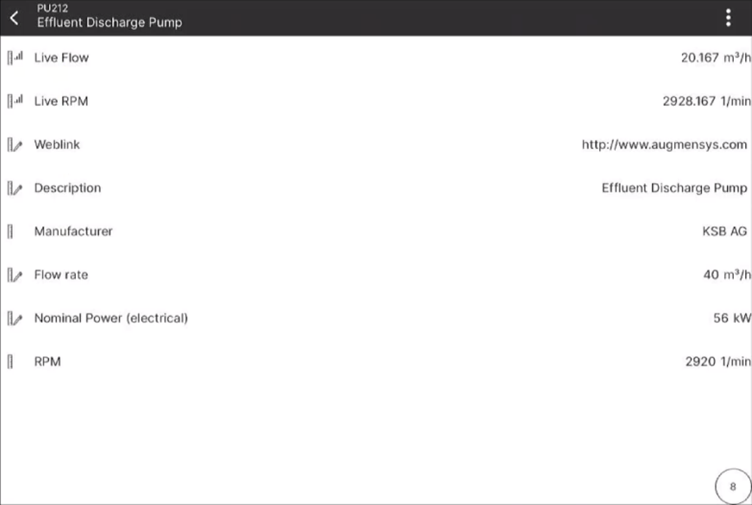 PU212
Effluent Discharge Pump
Live Flow 20.167 m³/h
Live RPM 2928.167 1/min
Weblink http://www.augmensys.com
Description Effluent Discharge Pump
Manufacturer KSB AG
Flow rate 40 m³/h
Nominal Power (electrical) 56 kW
RPM 2920 1/min
8